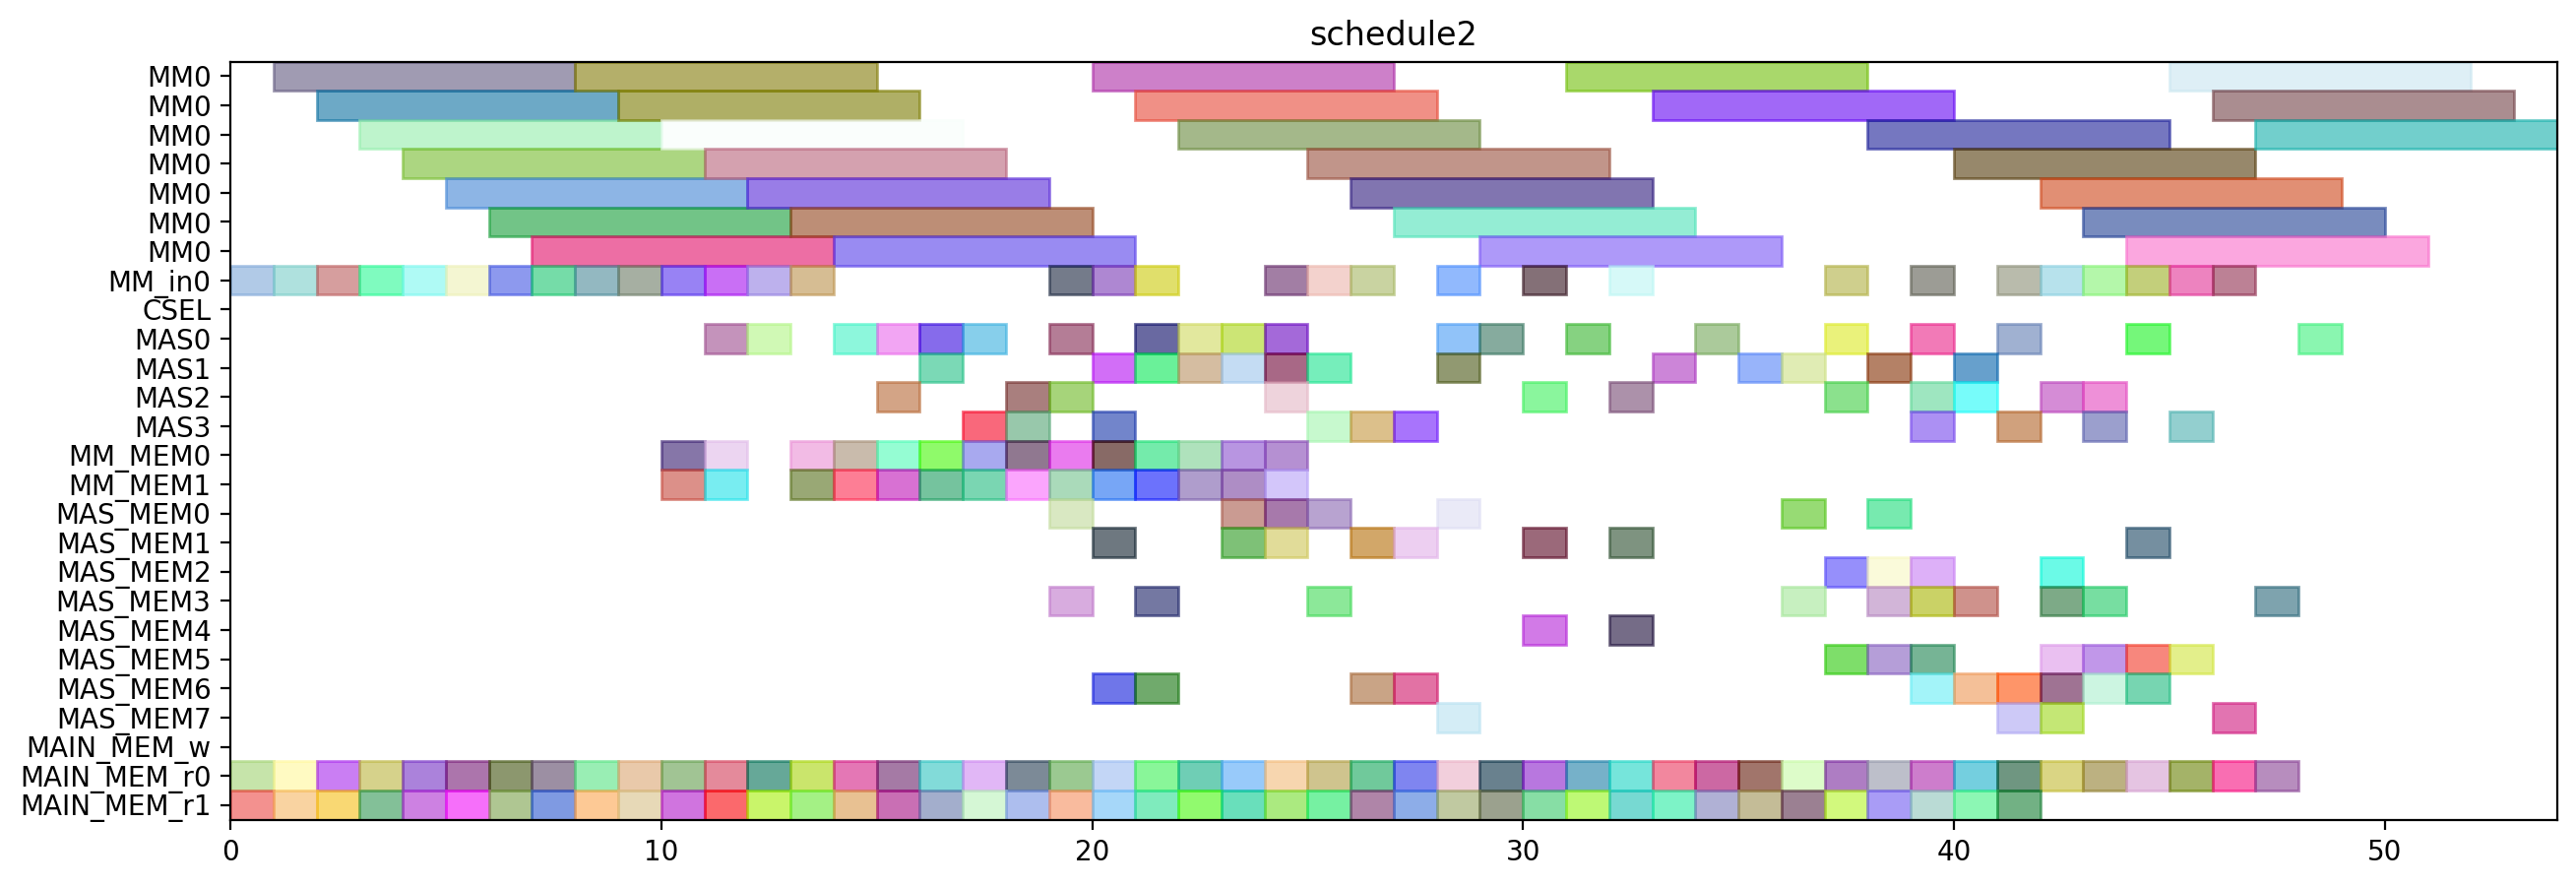 schedule2
MM0
MM0
MM0
MM0
MM0
MM0
MM0
MM_in0
CSEL
MAS0
MAS1
MAS2
MAS3
MM_MEM0
MM_MEM1
MAS_MEM0
MAS_MEM1
MAS_MEM2
MAS_MEM3
MAS_MEM4
MAS_MEM5
MAS_MEM6
MAS_MEM7
MAIN_MEM_w
MAIN_MEM_r0
MAIN_MEM_r1
0 10 20 30 40 50